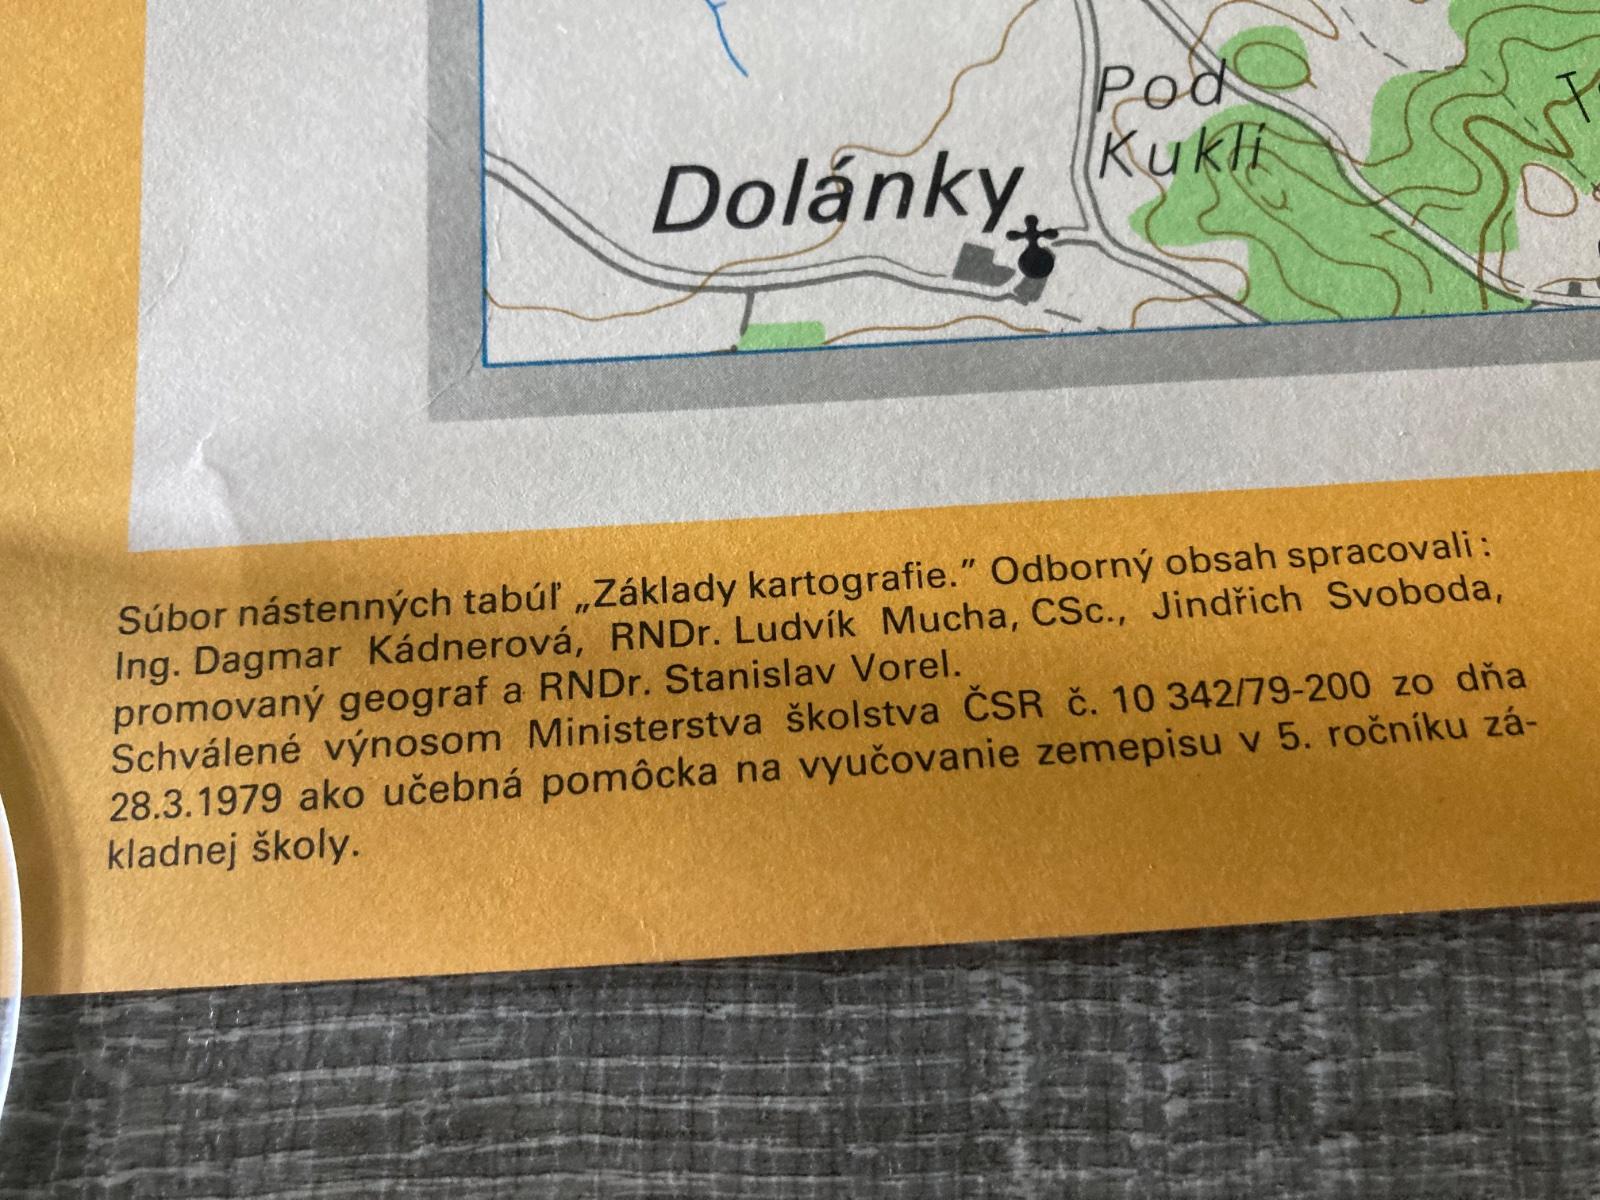 Pod
Kukli
Dolánky
Súbor nástenných tabúľ „Základy kartografie.” Odborný obsah spracovali:
Ing. Dagmar Kádnerová, RNDr. Ludvík Mucha, CSc., Jindřich Svoboda,
promovaný geograf a RNDr. Stanislav Vorel.
Schválené výnosom Ministerstva školstva ČSR č. 10 342/79-200 zo dňa
28.3.1979 ako učebná pomôcka na vyučovanie zemepisu v 5. ročníku zá-
kladnej školy.